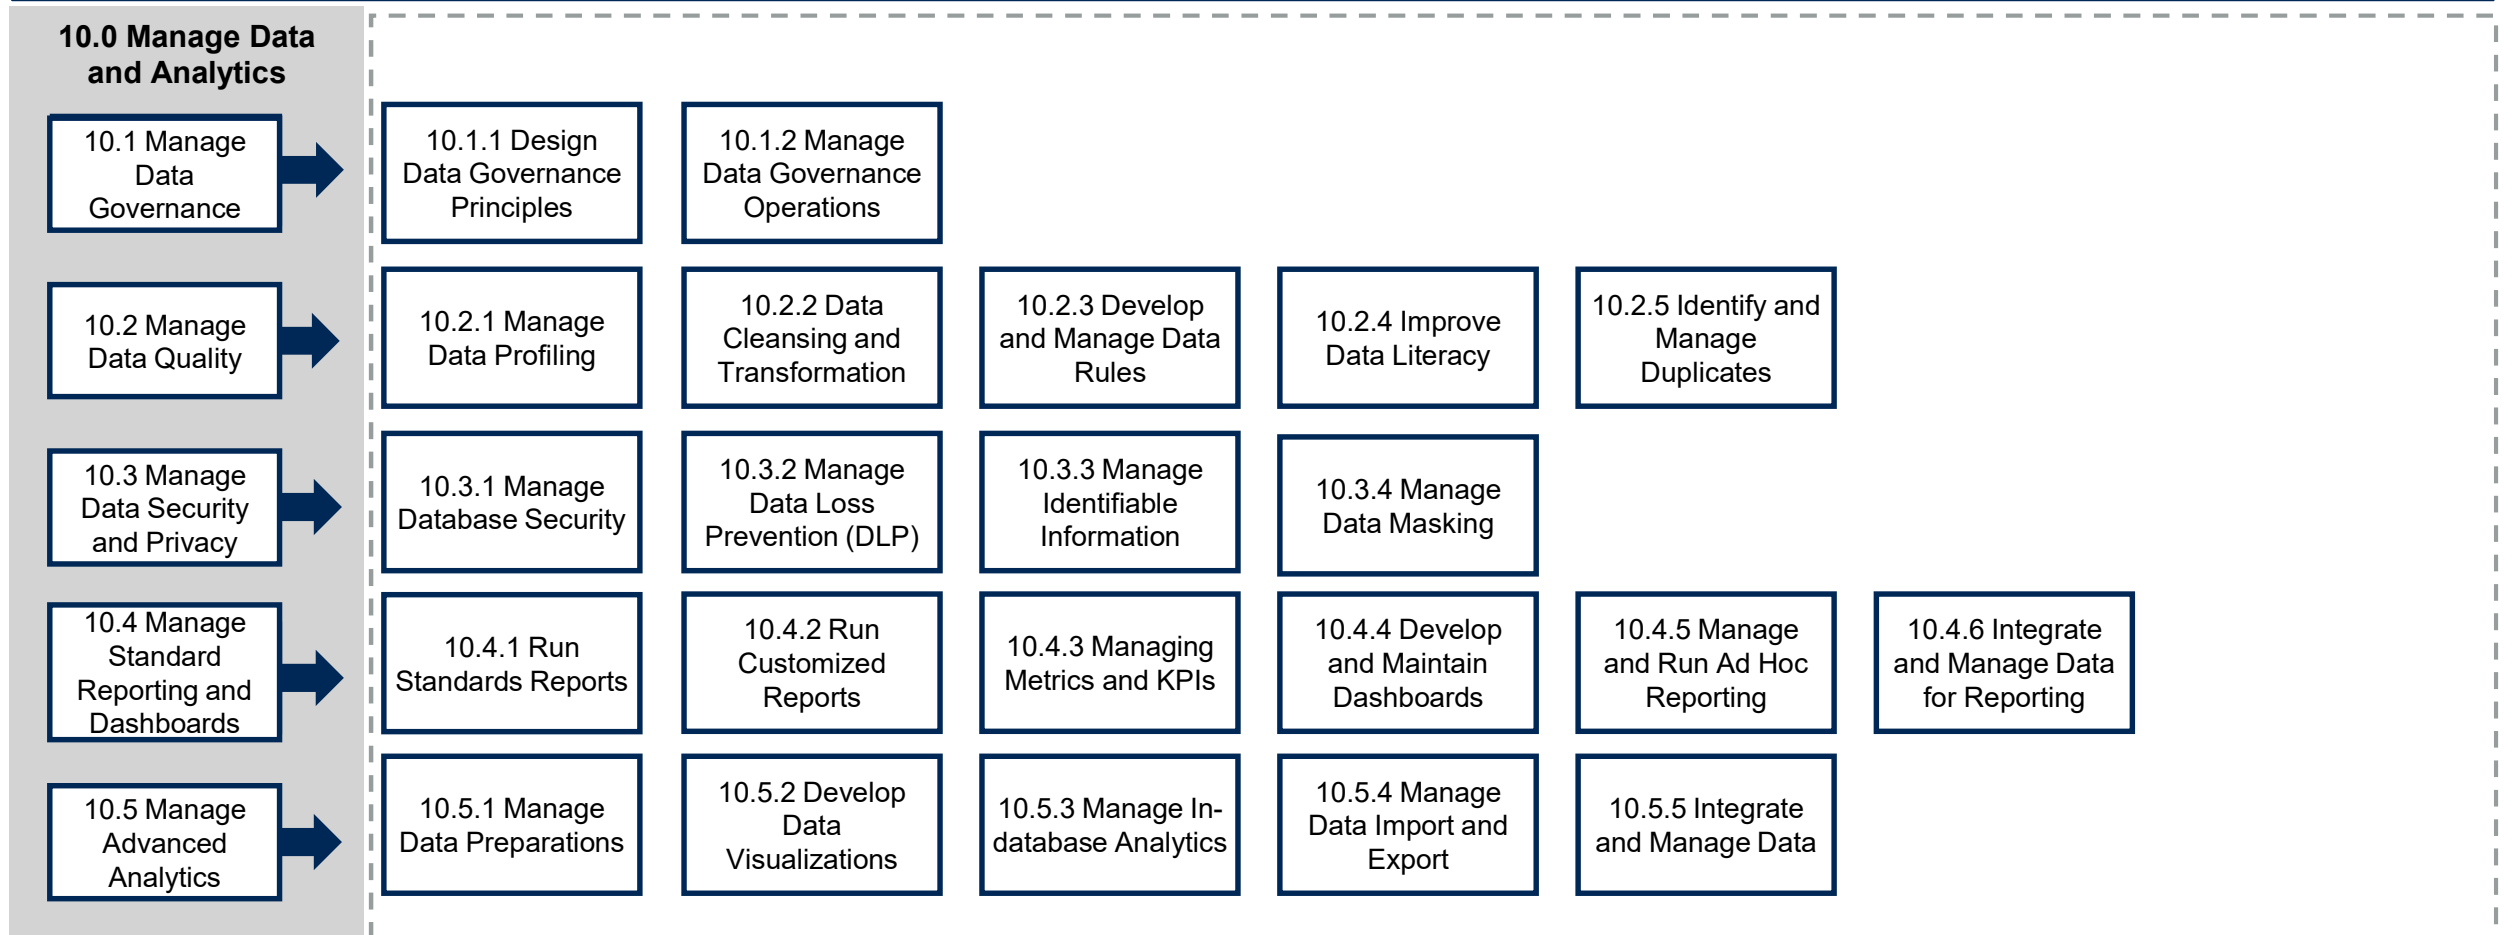 10.0 Manage Data
and Analytics
10.1 Manage
Data
Governance
10.1.1 Design
Data Governance
Principles
10.1.2 Manage
Data Governance
Operations
10.2 Manage
Data Quality
10.2.1 Manage
Data Profiling
10.2.2 Data
Cleansing and
Transformation
10.2.3 Develop
and Manage Data
Rules
10.2.4 Improve
Data Literacy
10.2.5 Identify and
Manage
Duplicates
10.3 Manage
Data Security
and Privacy
10.3.1 Manage
Database Security
10.3.2 Manage
Data Loss
Prevention (DLP)
10.3.3 Manage
Identifiable
Information
10.3.4 Manage
Data Masking
10.4 Manage
Standard
Reporting and
Dashboards
10.4.1 Run
Standards Reports
10.4.2 Run
Customized
Reports
10.4.3 Managing
Metrics and KPIs
10.4.4 Develop
and Maintain
Dashboards
10.4.5 Manage
and Run Ad Hoc
Reporting
10.4.6 Integrate
and Manage Data
for Reporting
10.5 Manage
Advanced
Analytics
10.5.1 Manage
Data Preparations
10.5.2 Develop
Data
Visualizations
10.5.3 Manage In-
database Analytics
10.5.4 Manage
Data Import and
Export
10.5.5 Integrate
and Manage Data